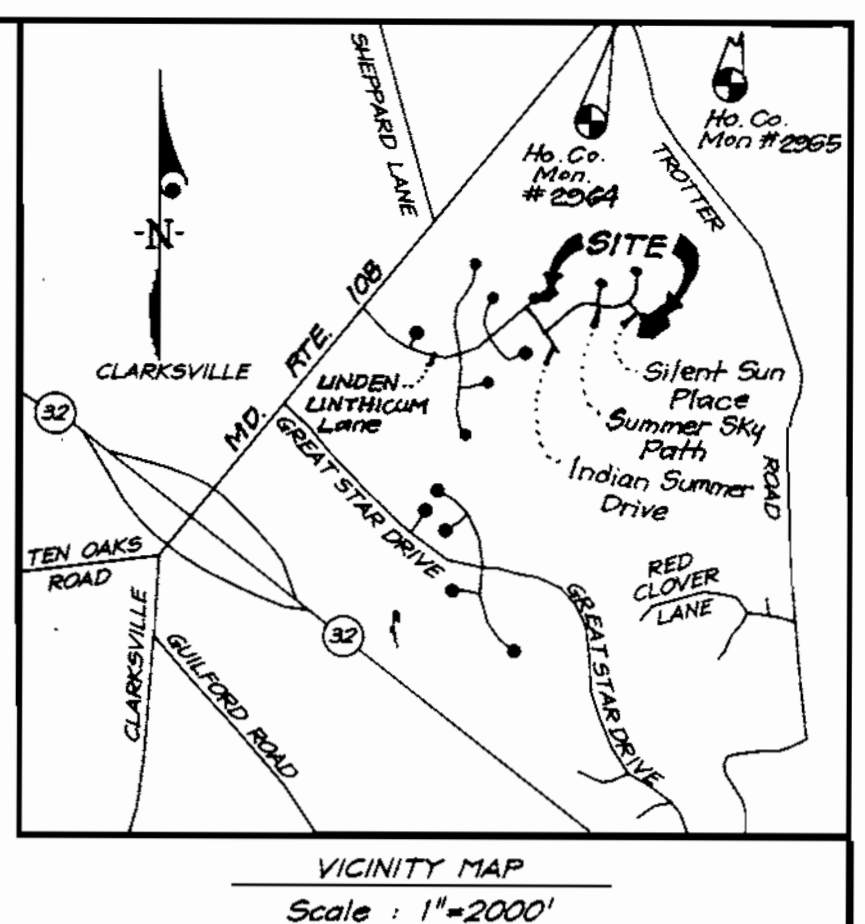 SHEPPARD LANE
Ho. Co.
Mon.
# 2964
Ho. Co.
Mon # 2965
TROTTER
ROAD
-N-
SITE
CLARKSVILLE
MD. RTE. 108
LINDEN
LINTHICUM
Lane
Silent Sun
Place
Summer Sky
Path
Indian Summer
Drive
32
GREAT STAR DRIVE
TEN OAKS
ROAD
RED
CLOVER
LANE
GREAT STAR DRIVE
32
CLARKSVILLE
GUILFORD ROAD
VICINITY MAP
Scale : 1"=2000'